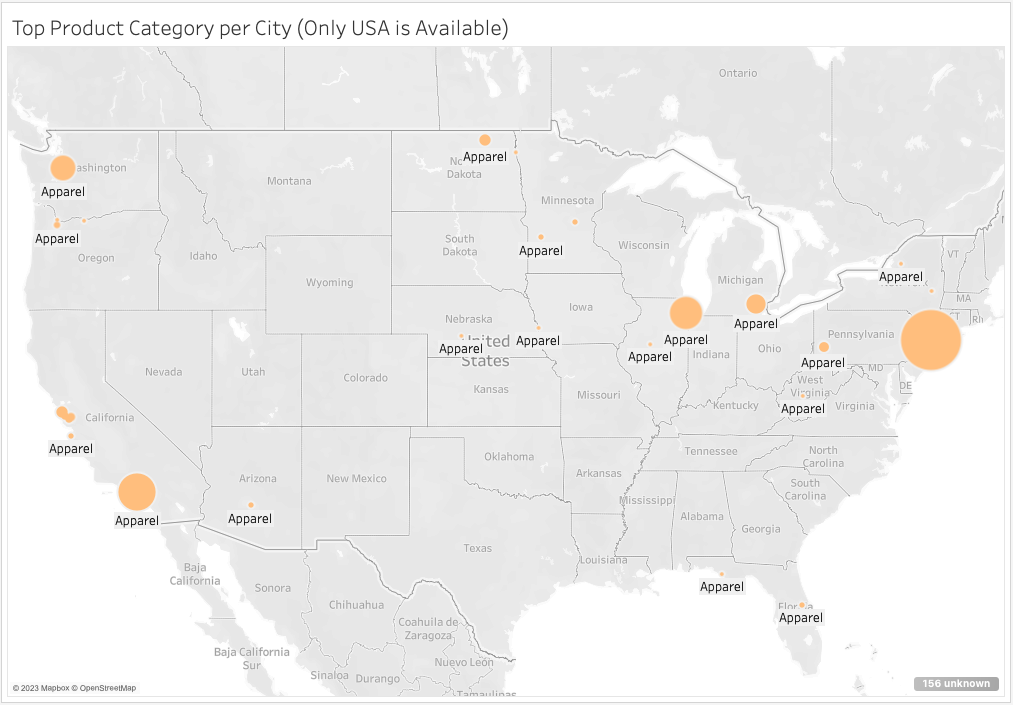 Top Product Category per City (Only USA is Available)
Ontario
Apparel
North
Dakota
ashington
Montana
Apparel
Minnesota
Apparel
Oregon
Idaho
South
Dakota
Apparel
Wisconsin
VT
Wyoming
Michigan
Apparel
Iowa
MA
Nebraska
Apparel
CT
RI
United
States
Apparel
Apparel
Apparel
Apparel
Indiana
Ohio
Pennsylvania
Apparel
Nevada
Utah
Colorado
Kansas
Missouri
MD
DE
West
Virginia
Kentucky
Apparel
Virginia
California
Apparel
Oklahoma
Tennessee
North
Carolina
Arizona
New Mexico
Arkansas
South
Carolina
Mississippi
Apparel
Apparel
Alabama
Georgia
Texas
Louisiana
Baja
California
Sonora
Apparel
Chihuahua
Florida
Apparel
Coahuila de
Zaragoza
Baja California
Sur
Nuevo León
Sinaloa
Durango
Tamaulipas
© 2023 Mapbox © OpenStreetMap
156 unknown